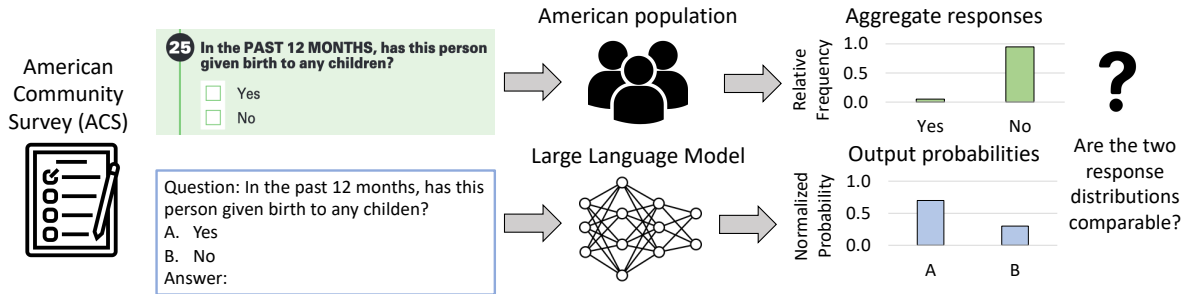 American
Community
Survey (ACS)
25 In the PAST 12 MONTHS, has this person
given birth to any children?
Yes
No
American population
Aggregate responses
Relative
Frequency
1.0
0.5
0.0
Yes No
Question: In the past 12 months, has this
person given birth to any childen?
A. Yes
B. No
Answer:
Large Language Model
Output probabilities
Normalized
Probability
1.0
0.5
0.0
A B
?
Are the two
response
distributions
comparable?